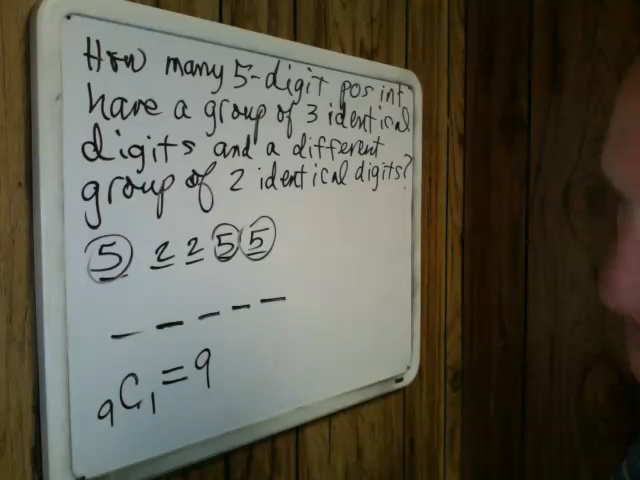 How many 5-digit pos int
have a group of 3 identical
digits and a different
group of 2 identical digits?
5 2 2 5 5
_ _ _ _ _
9C1=9